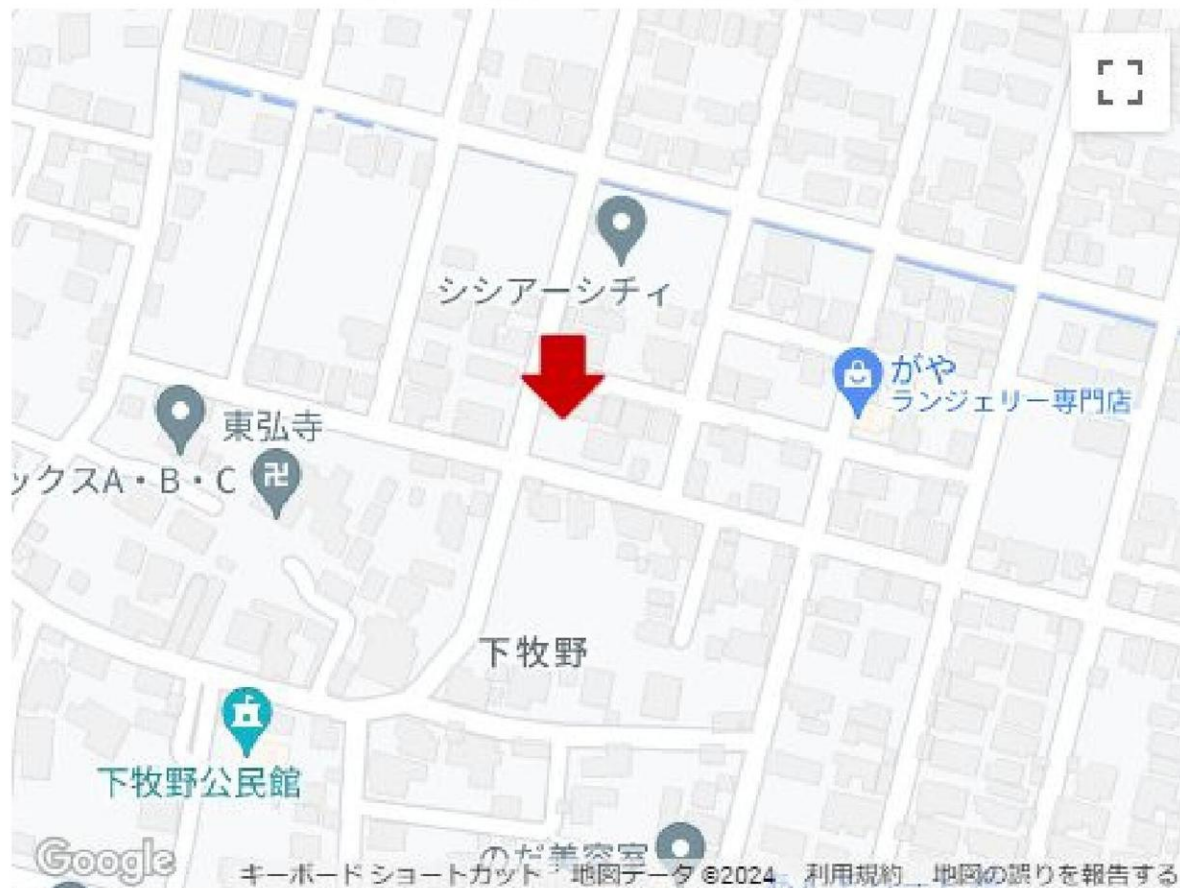 シシアーシティ
がや
ランジェリー専門店
東弘寺
ックスA・B・C
卍
下牧野
下牧野公民館
のだ美容室
Google
キーボード ショートカット 地図データ ©2024 利用規約 地図の誤りを報告する